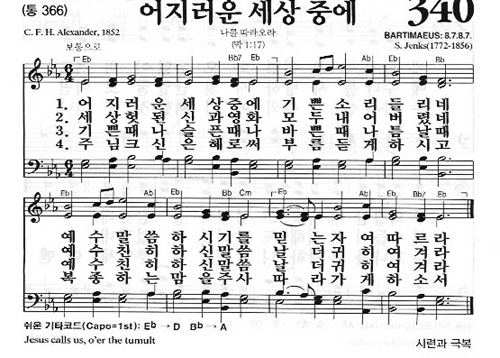 (통 366)
어지러운 세상 중에
340
C. F. H. Alexander, 1852
나를 따라오라
BARTIMAEUS: 8.7.8.7.
보통으로
(막 1:17)
S. Jenks(1772-1856)
Eb Bb7 Eb Ab Eb Bb
1. 어 지 러 운 세 상 중 에 기 쁜 소 리
2. 세 상 헛 된 신 과 영 화 모 두 내 어
3. 기 쁜 때 나 슬 픈 때 나 바 쁜 때 나 틈 날 때
4. 주 님 크 신 은 혜 로 써 부 름 듣 게 하 시 고
Eb Ab Eb Bb Cm Eb Ab Eb Bb7 Eb
예 수 말 씀 하 시 기 를 믿 는 자 여 따 르 라
예 수 친 히 하 신 말 씀 날 더 귀 히 여 겨 라
예 수 친 히 하 신 말 씀 날 더 귀 히 여 겨 라
복 종 하 는 맘 을 주 사 따 라 가 게 하 소 서
쉬운 기타코드(Capo=1st): Eb → D Bb → A
Jesus calls us, o'er the tumult
시련과 극복